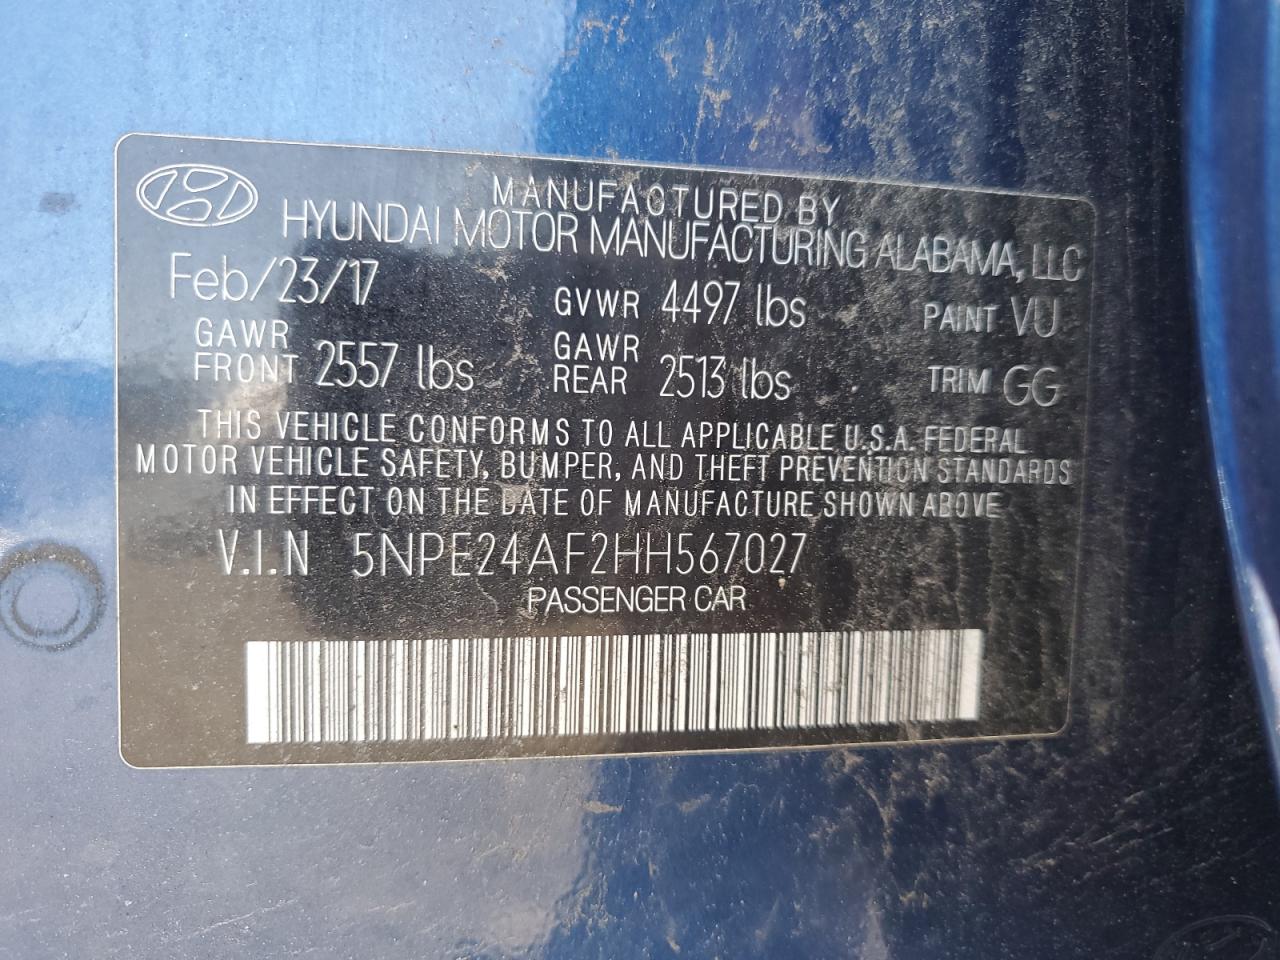 MANUFACTURED BY
HYUNDAI MOTOR MANUFACTURING ALABAMA, LLC
Feb/23/17 GVWR 4497 lbs PAINT VU
GAWR FRONT 2557 lbs GAWR REAR 2513 lbs TRIM GG
THIS VEHICLE CONFORMS TO ALL APPLICABLE U.S.A. FEDERAL
MOTOR VEHICLE SAFETY, BUMPER, AND THEFT PREVENTION STANDARDS
IN EFFECT ON THE DATE OF MANUFACTURE SHOWN ABOVE
V.I.N 5NPE24AF2HH567027
PASSENGER CAR